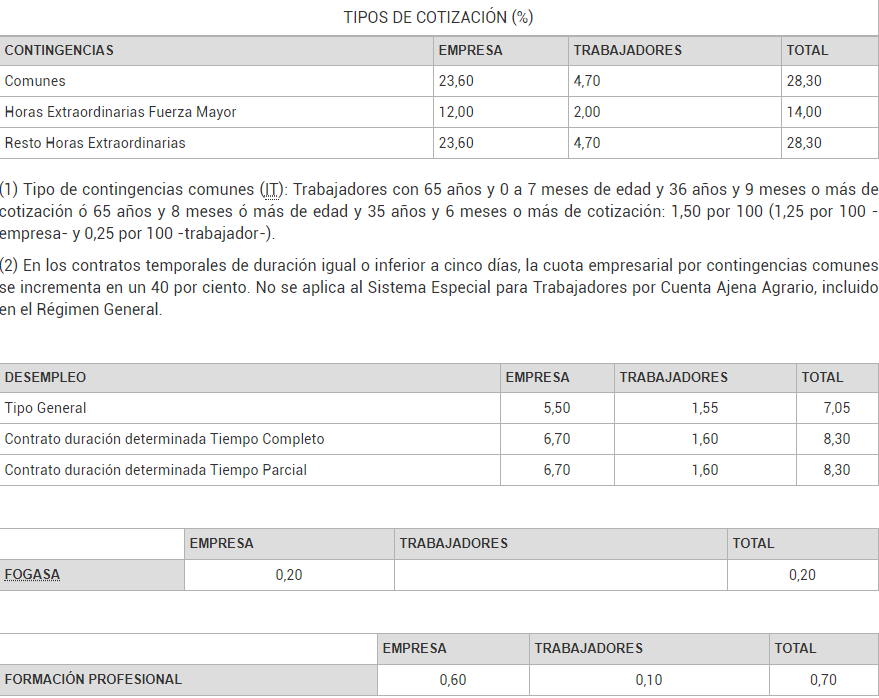 TIPOS DE COTIZACIÓN (%)
CONTINGENCIAS EMPRESA TRABAJADORES TOTAL
Comunes 23,60 4,70 28,30
Horas Extraordinarias Fuerza Mayor 12,00 2,00 14,00
Resto Horas Extraordinarias 23,60 4,70 28,30
(1) Tipo de contingencias comunes (IT): Trabajadores con 65 años y 0 a 7 meses de edad y 36 años y 9 meses o más de
cotización ó 65 años y 8 meses ó más de edad y 35 años y 6 meses o más de cotización: 1,50 por 100 (1,25 por 100 -
empresa- y 0,25 por 100 -trabajador-).
(2) En los contratos temporales de duración igual o inferior a cinco días, la cuota empresarial por contingencias comunes
se incrementa en un 40 por ciento. No se aplica al Sistema Especial para Trabajadores por Cuenta Ajena Agrario, incluido
en el Régimen General.
DESEMPLEO EMPRESA TRABAJADORES TOTAL
Tipo General 5,50 1,55 7,05
Contrato duración determinada Tiempo Completo 6,70 1,60 8,30
Contrato duración determinada Tiempo Parcial 6,70 1,60 8,30
EMPRESA TRABAJADORES TOTAL
FOGASA 0,20 0,20
EMPRESA TRABAJADORES TOTAL
FORMACIÓN PROFESIONAL 0,60 0,10 0,70